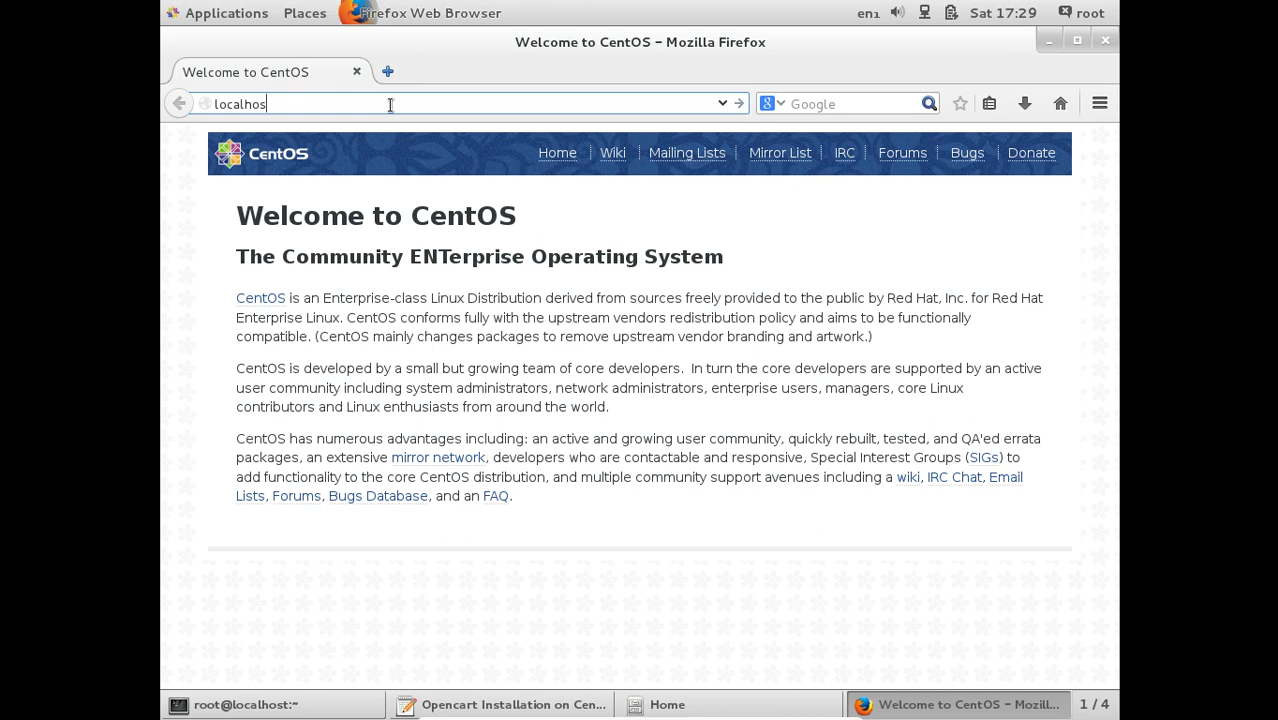 Applications Places Firefox Web Browser en1 Sat 17:29 root
Welcome to CentOS - Mozilla Firefox
Welcome to CentOS
localhos Google
CentOS Home Wiki Mailing Lists Mirror List IRC Forums Bugs Donate
Welcome to CentOS
The Community ENTerprise Operating System
CentOS is an Enterprise-class Linux Distribution derived from sources freely provided to the public by Red Hat, Inc. for Red Hat
Enterprise Linux. CentOS conforms fully with the upstream vendors redistribution policy and aims to be functionally
compatible. (CentOS mainly changes packages to remove upstream vendor branding and artwork.)
CentOS is developed by a small but growing team of core developers. In turn the core developers are supported by an active
user community including system administrators, network administrators, enterprise users, managers, core Linux
contributors and Linux enthusiasts from around the world.
CentOS has numerous advantages including: an active and growing user community, quickly rebuilt, tested, and QA'ed errata
packages, an extensive mirror network, developers who are contactable and responsive, Special Interest Groups (SIGs) to
add functionality to the core CentOS distribution, and multiple community support avenues including a wiki, IRC Chat, Email
Lists, Forums, Bugs Database, and an FAQ.
root@localhost:~ Opencart Installation on Cen... Home Welcome to CentOS - Mozill... 1 / 4